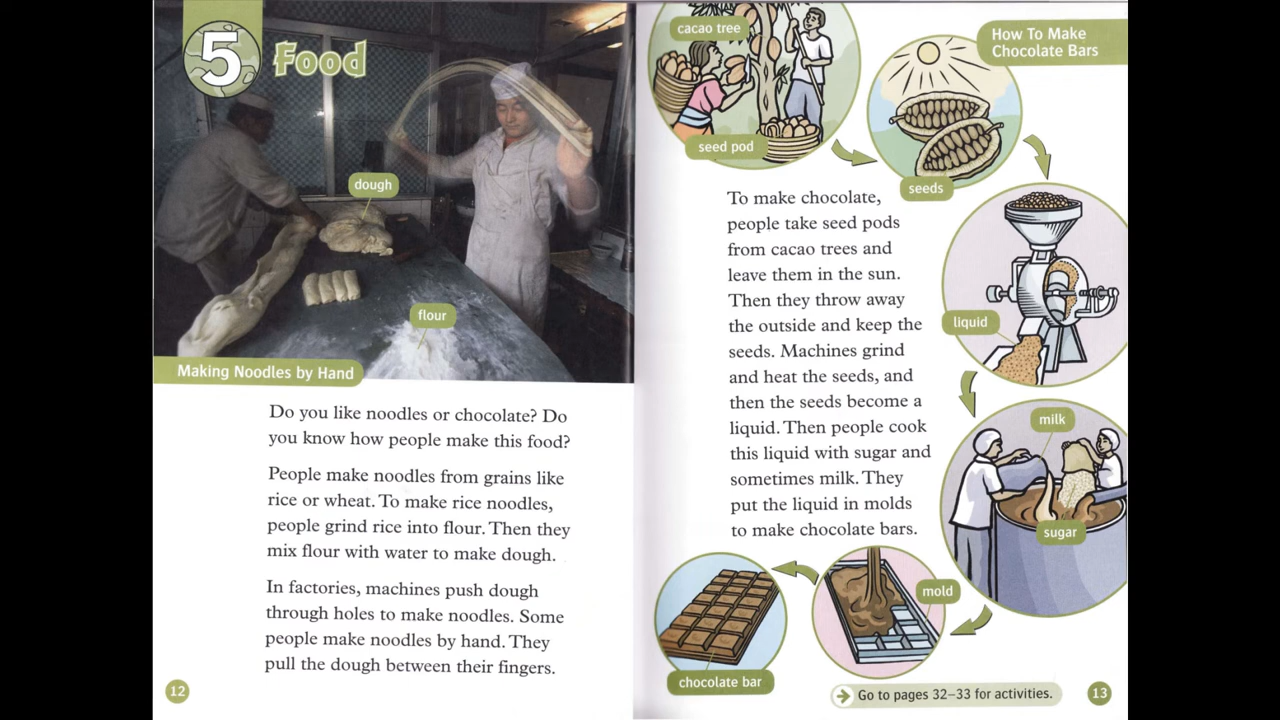 5 Food
dough
flour
Making Noodles by Hand
Do you like noodles or chocolate? Do
you know how people make this food?
People make noodles from grains like
rice or wheat. To make rice noodles,
people grind rice into flour. Then they
mix flour with water to make dough.
In factories, machines push dough
through holes to make noodles. Some
people make noodles by hand. They
pull the dough between their fingers.
12
How To Make
Chocolate Bars
cacao tree
seed pod
seeds
liquid
milk
sugar
mold
chocolate bar
To make chocolate,
people take seed pods
from cacao trees and
leave them in the sun.
Then they throw away
the outside and keep the
seeds. Machines grind
and heat the seeds, and
then the seeds become a
liquid. Then people cook
this liquid with sugar and
sometimes milk. They
put the liquid in molds
to make chocolate bars.
Go to pages 32–33 for activities.
13